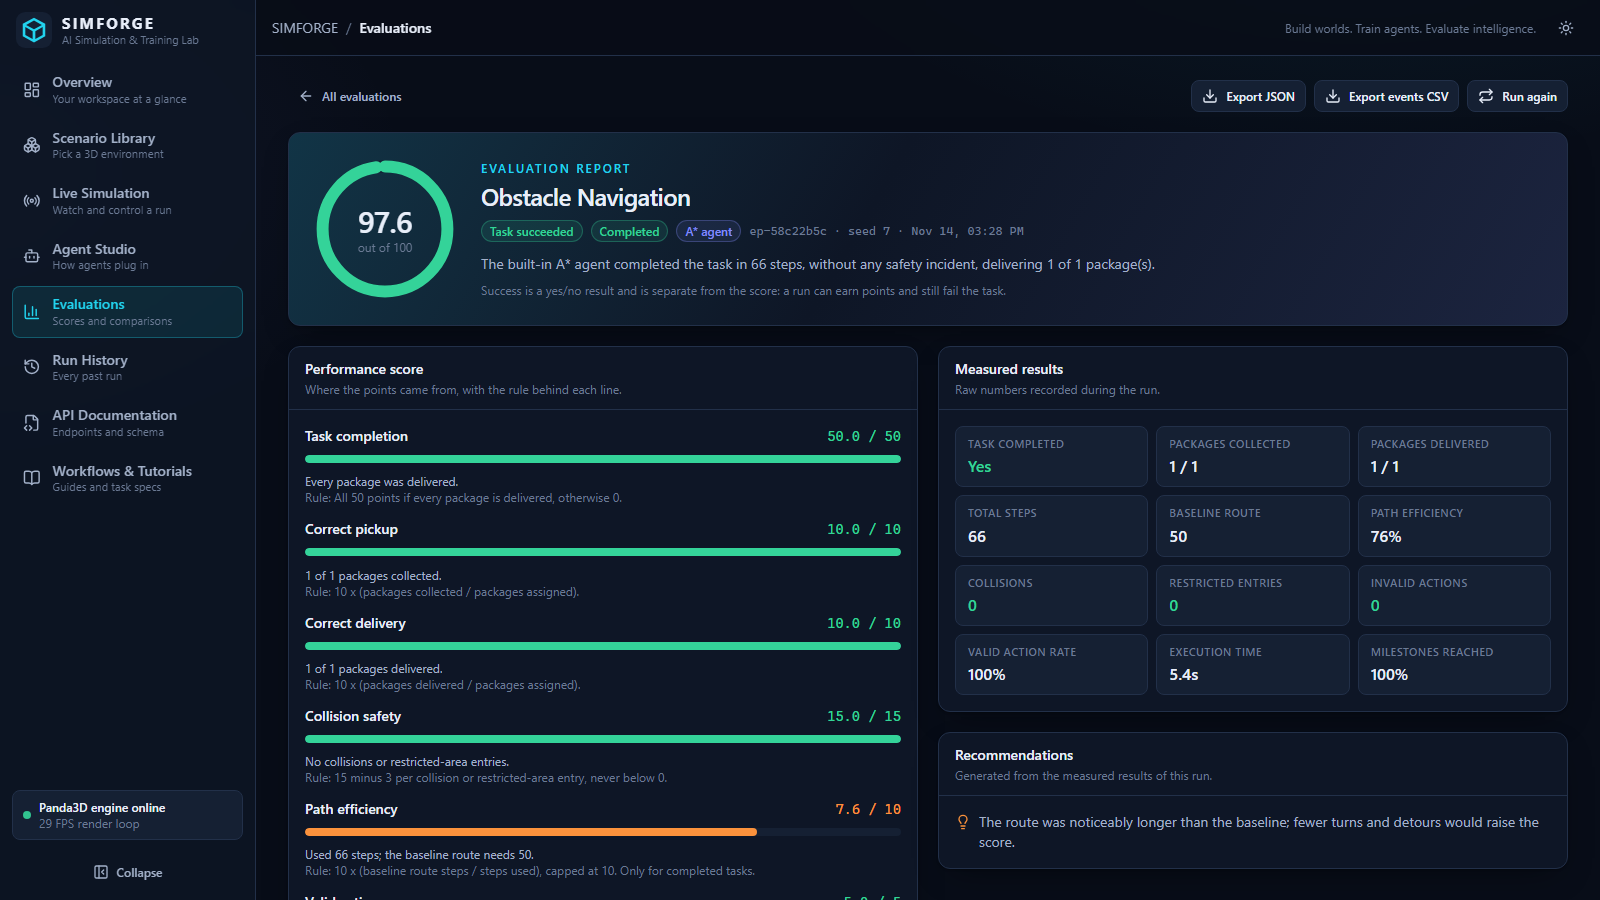 SIMFORGE
AI Simulation & Training Lab
Overview
Your workspace at a glance
Scenario Library
Pick a 3D environment
Live Simulation
Watch and control a run
Agent Studio
How agents plug in
Evaluations
Scores and comparisons
Run History
Every past run
API Documentation
Endpoints and schema
Workflows & Tutorials
Guides and task specs
Panda3D engine online
29 FPS render loop
Collapse
SIMFORGE / Evaluations
Build worlds. Train agents. Evaluate intelligence.
All evaluations
Export JSON
Export events CSV
Run again
97.6
out of 100
EVALUATION REPORT
Obstacle Navigation
Task succeeded Completed A* agent ep-58c22b5c · seed 7 · Nov 14, 03:28 PM
The built-in A* agent completed the task in 66 steps, without any safety incident, delivering 1 of 1 package(s).
Success is a yes/no result and is separate from the score: a run can earn points and still fail the task.
Performance score
Where the points came from, with the rule behind each line.
Task completion 50.0 / 50
Every package was delivered.
Rule: All 50 points if every package is delivered, otherwise 0.
Correct pickup 10.0 / 10
1 of 1 packages collected.
Rule: 10 x (packages collected / packages assigned).
Correct delivery 10.0 / 10
1 of 1 packages delivered.
Rule: 10 x (packages delivered / packages assigned).
Collision safety 15.0 / 15
No collisions or restricted-area entries.
Rule: 15 minus 3 per collision or restricted-area entry, never below 0.
Path efficiency 7.6 / 10
Used 66 steps; the baseline route needs 50.
Rule: 10 x (baseline route steps / steps used), capped at 10. Only for completed tasks.
Measured results
Raw numbers recorded during the run.
TASK COMPLETED
Yes
PACKAGES COLLECTED
1 / 1
PACKAGES DELIVERED
1 / 1
TOTAL STEPS
66
BASELINE ROUTE
50
PATH EFFICIENCY
76%
COLLISIONS
0
RESTRICTED ENTRIES
0
INVALID ACTIONS
0
VALID ACTION RATE
100%
EXECUTION TIME
5.4s
MILESTONES REACHED
100%
Recommendations
Generated from the measured results of this run.
The route was noticeably longer than the baseline; fewer turns and detours would raise the
score.